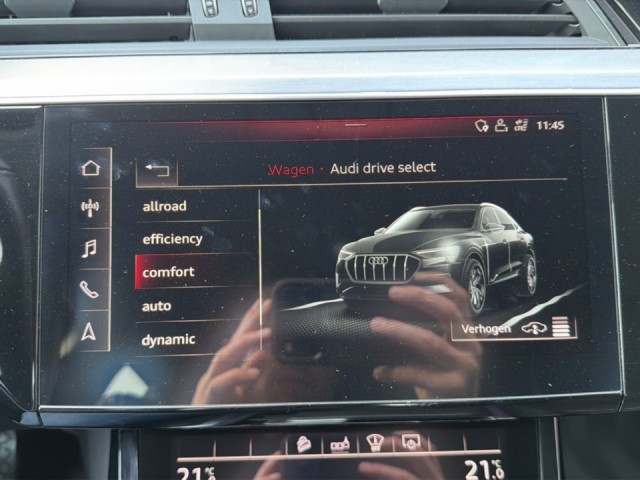 11:45
Wagen · Audi drive select
allroad
efficiency
comfort
auto
dynamic
Verhogen
21°C 21°C